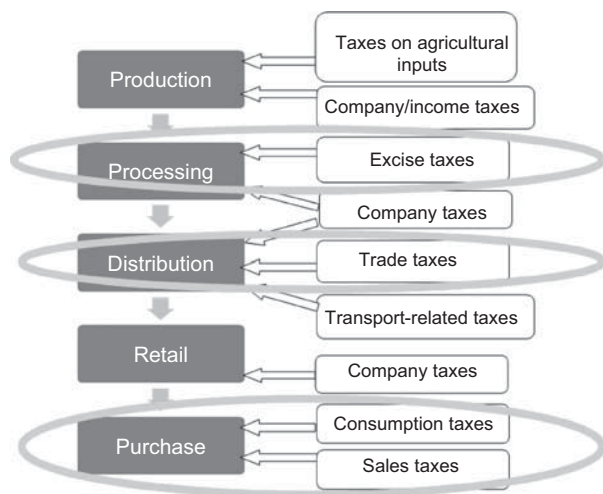 Taxes on agricultural
inputs
Production
Company/income taxes
Excise taxes
Processing
Company taxes
Distribution
Trade taxes
Transport-related taxes
Retail
Company taxes
Consumption taxes
Purchase
Sales taxes